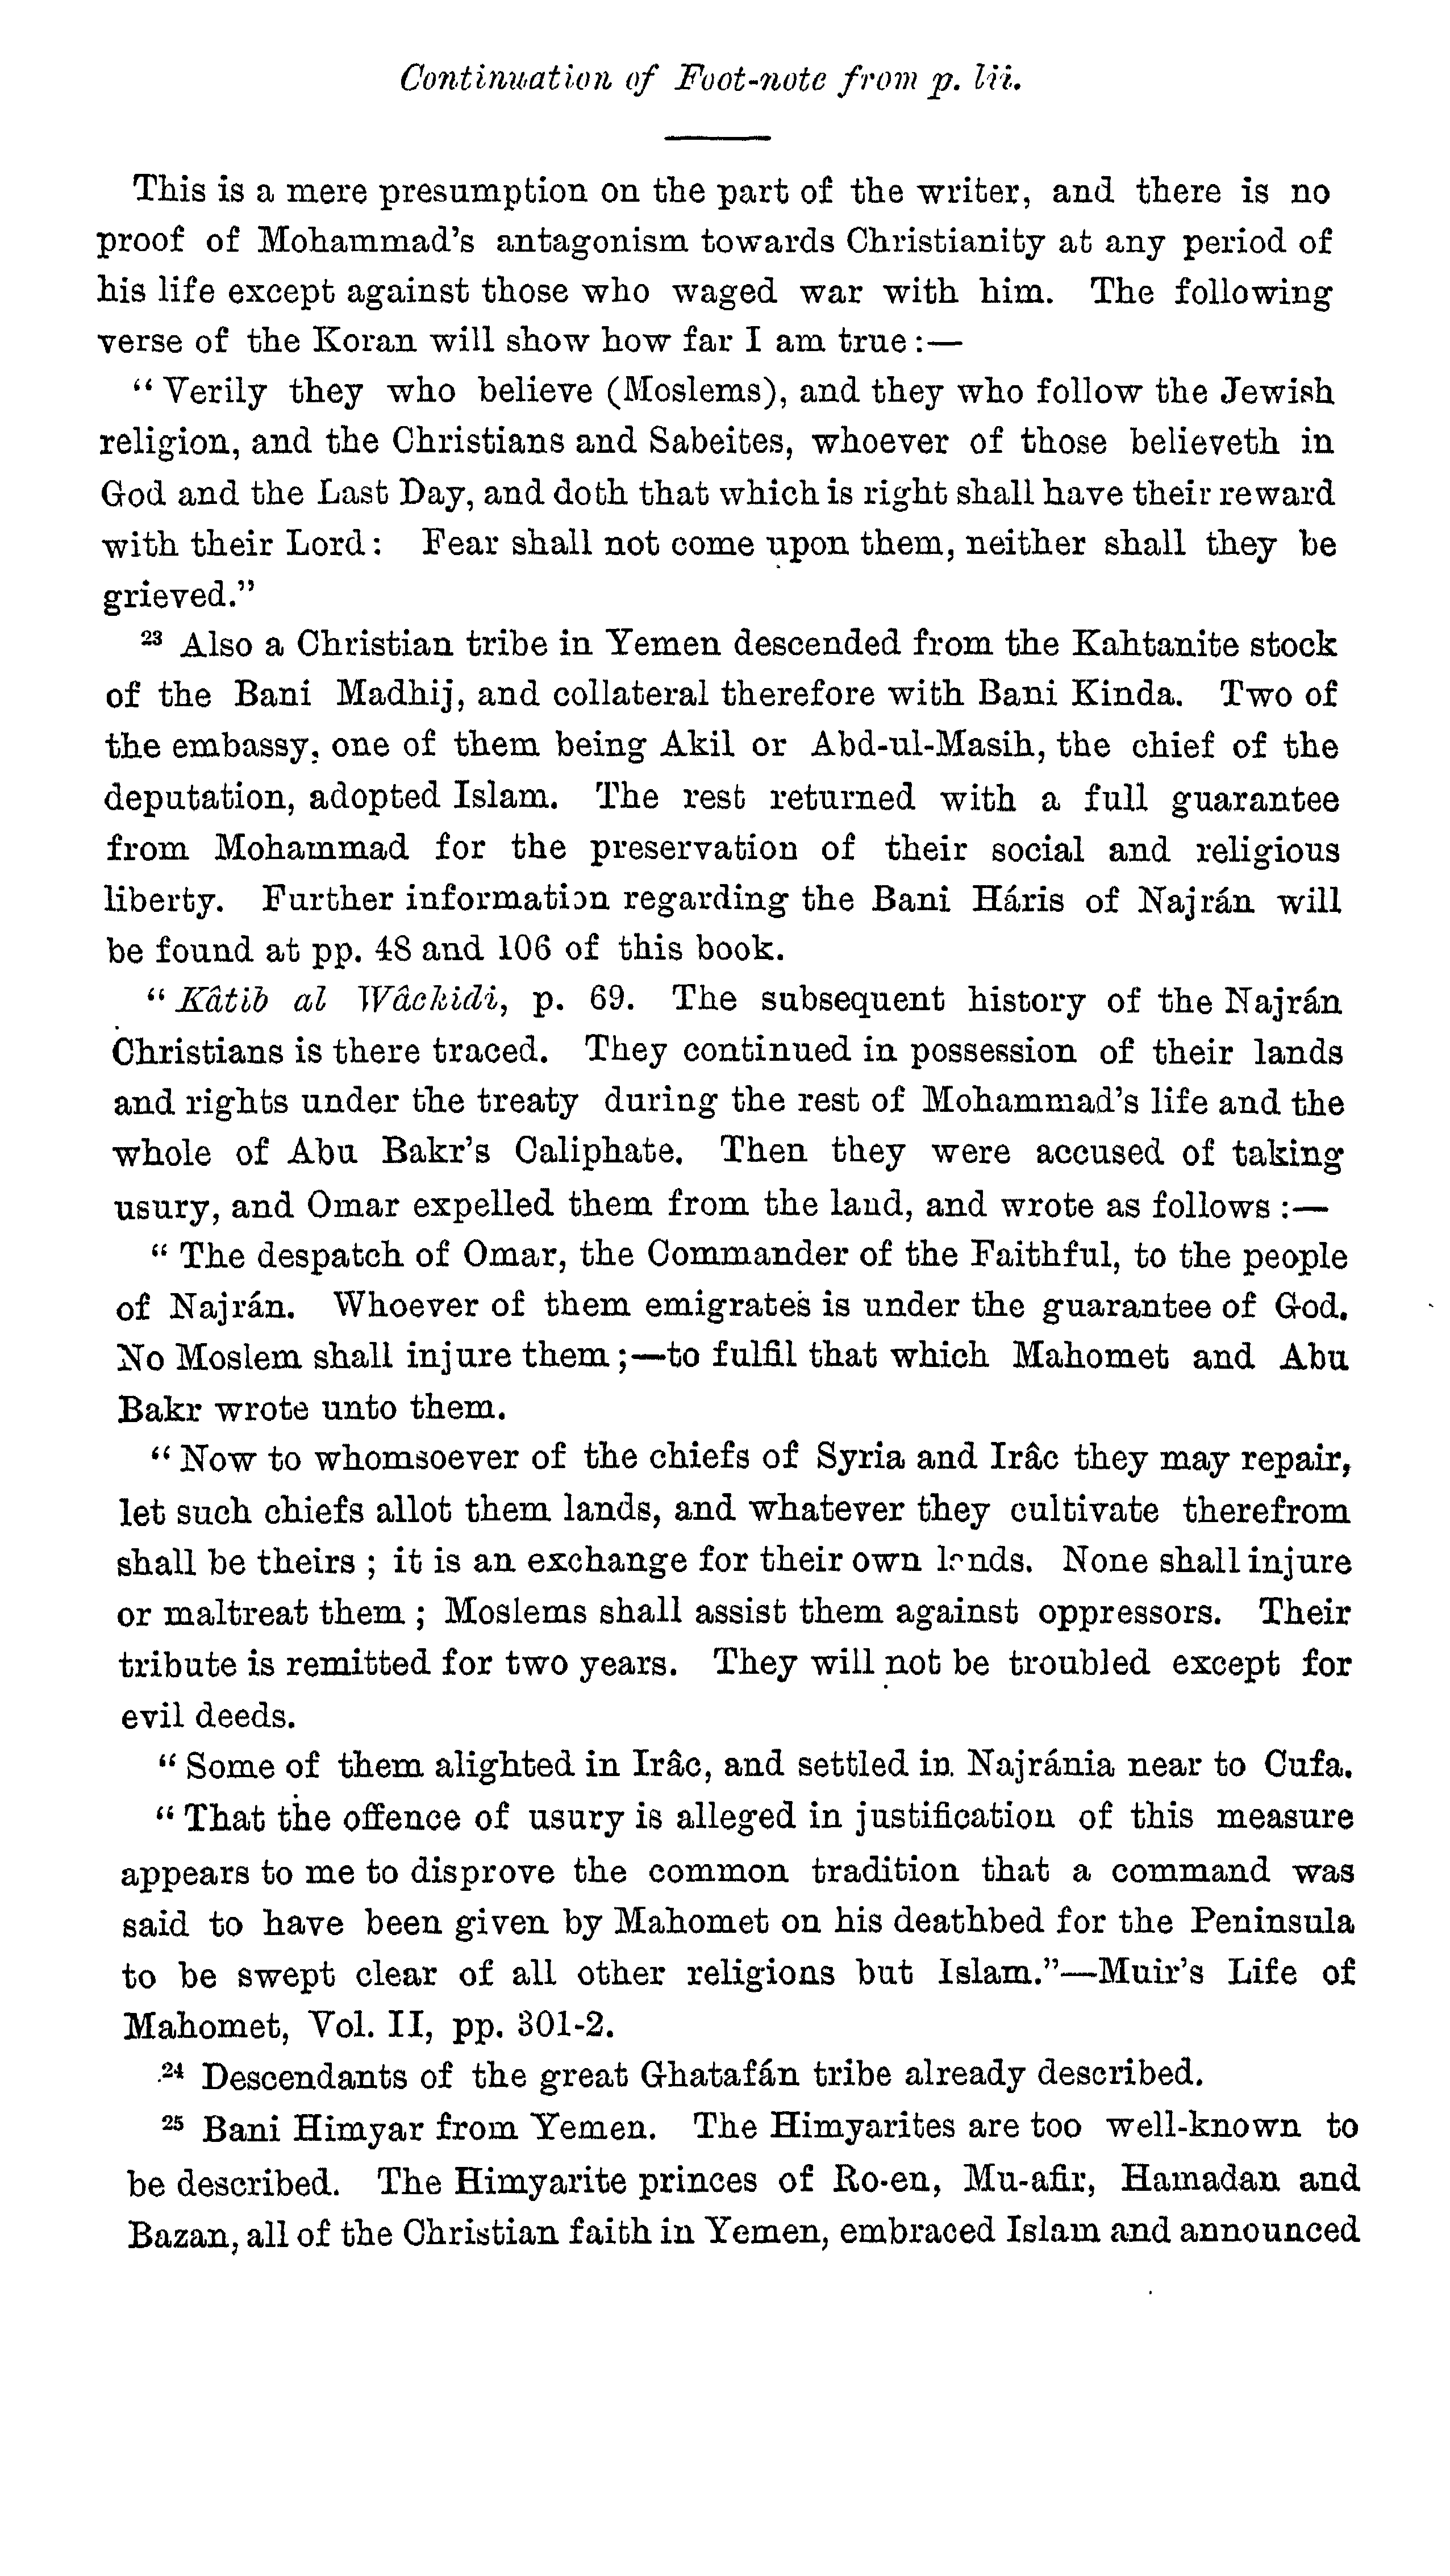 Continuation of Foot-note from p. lii.
This is a mere presumption on the part of the writer, and there is no
proof of Mohammad's antagonism towards Christianity at any period of
his life except against those who waged war with him. The following
verse of the Koran will show how far I am true :—
“ Verily they who believe (Moslems), and they who follow the Jewish
religion, and the Christians and Sabeites, whoever of those believeth in
God and the Last Day, and doth that which is right shall have their reward
with their Lord: Fear shall not come upon them, neither shall they be
grieved.”
²³ Also a Christian tribe in Yemen descended from the Kahtanite stock
of the Bani Madhij, and collateral therefore with Bani Kinda. Two of
the embassy, one of them being Akil or Abd-ul-Masih, the chief of the
deputation, adopted Islam. The rest returned with a full guarantee
from Mohammad for the preservation of their social and religious
liberty. Further information regarding the Bani Háris of Najrán will
be found at pp. 48 and 106 of this book.
“ Kâtib al Wâckidi, p. 69. The subsequent history of the Najrán
Christians is there traced. They continued in possession of their lands
and rights under the treaty during the rest of Mohammad's life and the
whole of Abu Bakr's Caliphate. Then they were accused of taking
usury, and Omar expelled them from the land, and wrote as follows :—
“ The despatch of Omar, the Commander of the Faithful, to the people
of Najrán. Whoever of them emigrates is under the guarantee of God.
No Moslem shall injure them ;—to fulfil that which Mahomet and Abu
Bakr wrote unto them.
“ Now to whomsoever of the chiefs of Syria and Irâc they may repair,
let such chiefs allot them lands, and whatever they cultivate therefrom
shall be theirs ; it is an exchange for their own lands. None shall injure
or maltreat them ; Moslems shall assist them against oppressors. Their
tribute is remitted for two years. They will not be troubled except for
evil deeds.
“ Some of them alighted in Irâc, and settled in Najránia near to Cufa.
“ That the offence of usury is alleged in justification of this measure
appears to me to disprove the common tradition that a command was
said to have been given by Mahomet on his deathbed for the Peninsula
to be swept clear of all other religions but Islam.”—Muir's Life of
Mahomet, Vol. II, pp. 301-2.
²⁴ Descendants of the great Ghatafán tribe already described.
²⁵ Bani Himyar from Yemen. The Himyarites are too well-known to
be described. The Himyarite princes of Ro-en, Mu-afir, Hamadan and
Bazan, all of the Christian faith in Yemen, embraced Islam and announced